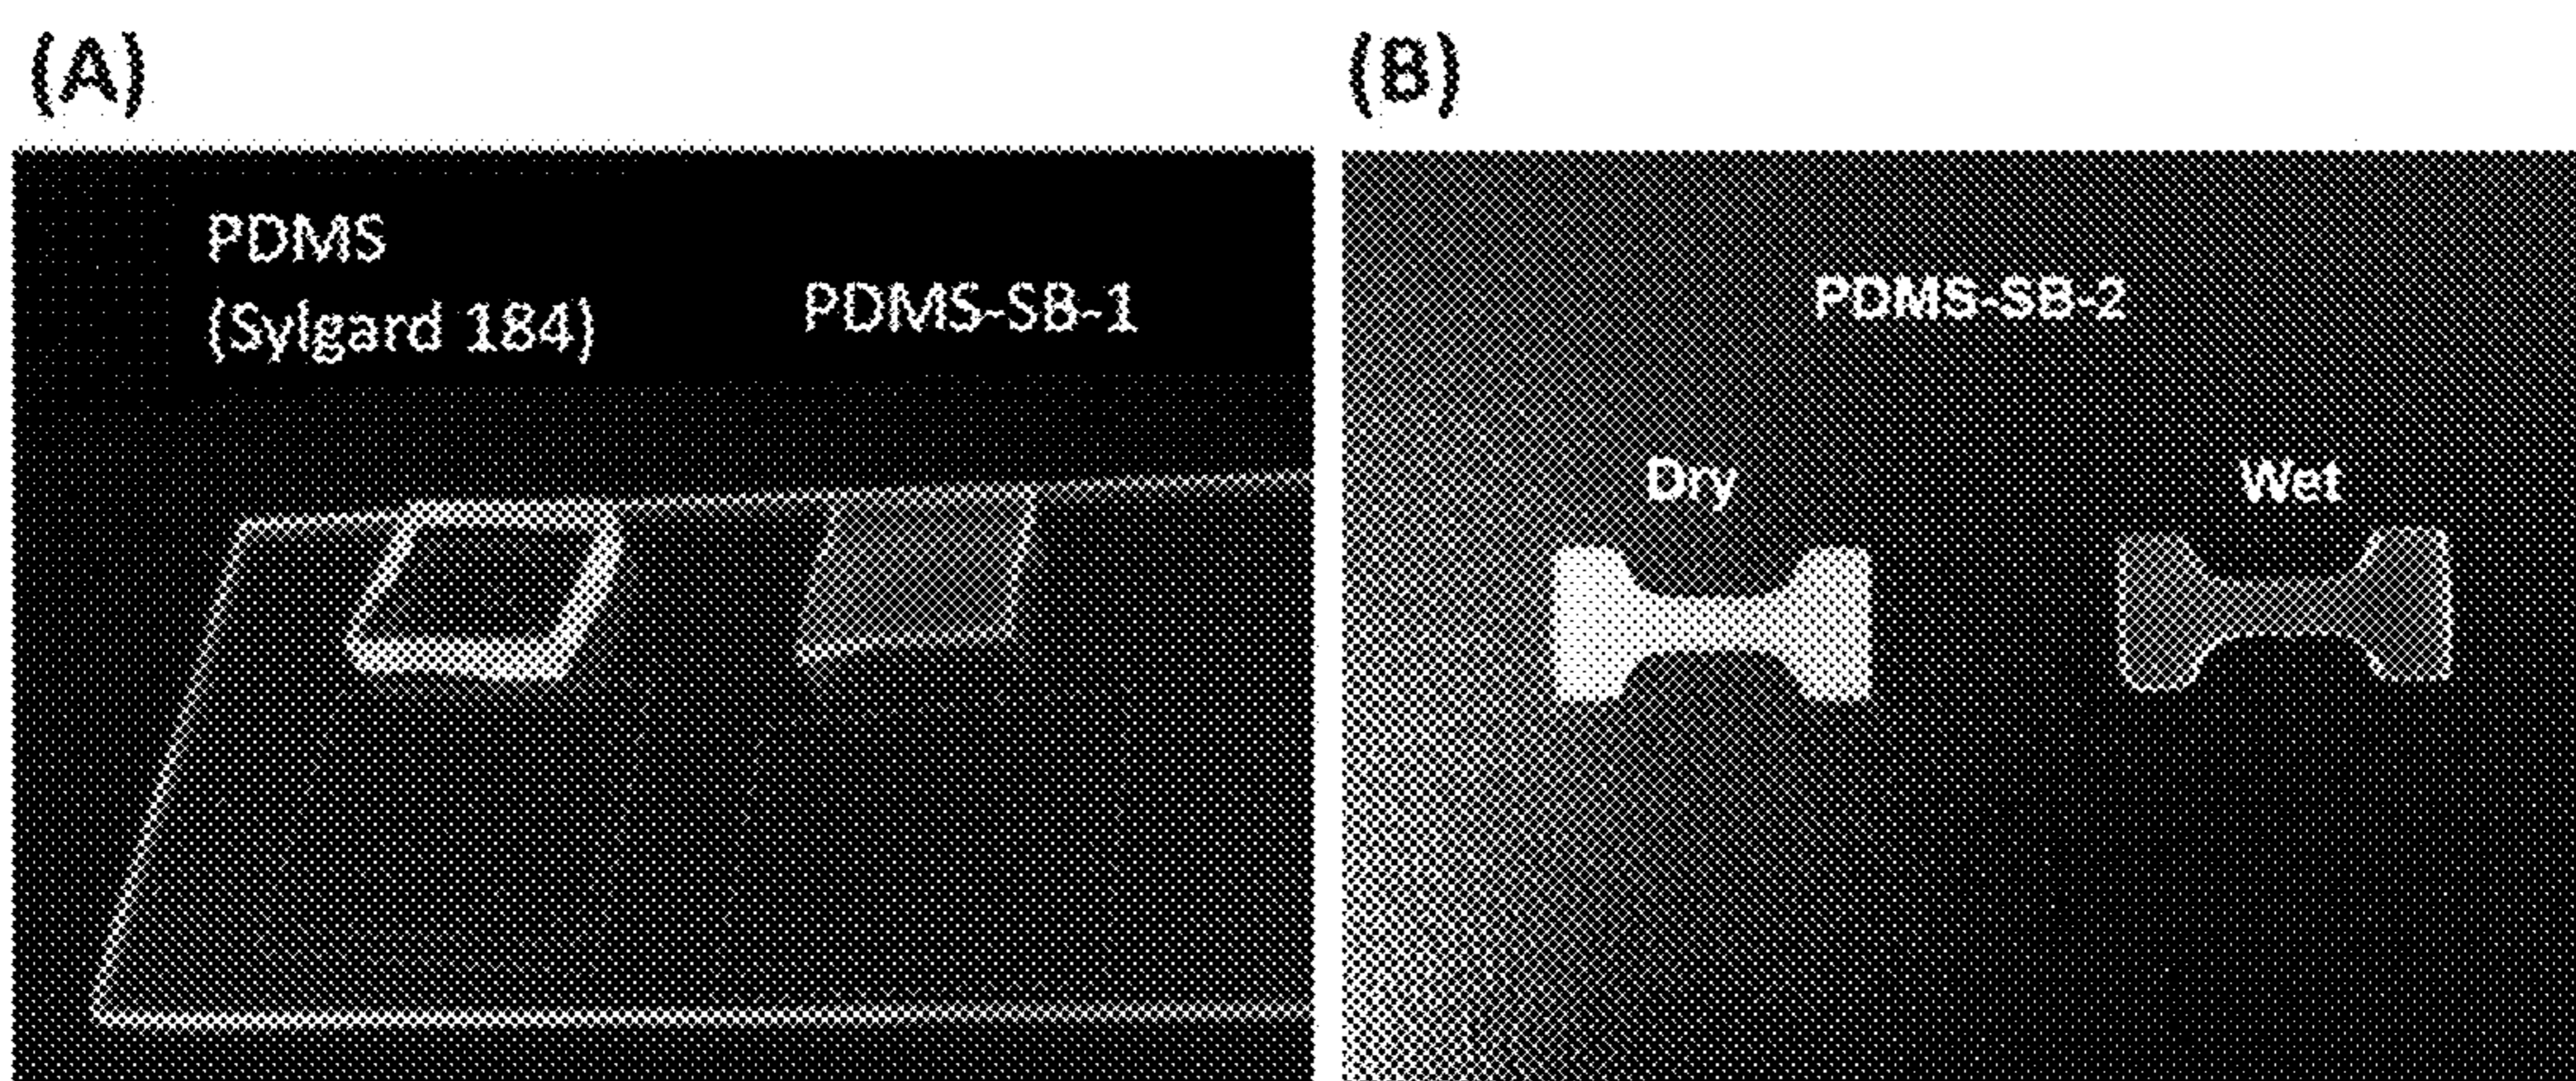 (A)
PDMS
(Sylgard 184)
PDMS-SB-1
(B)
PDMS-SB-2
Dry
Wet